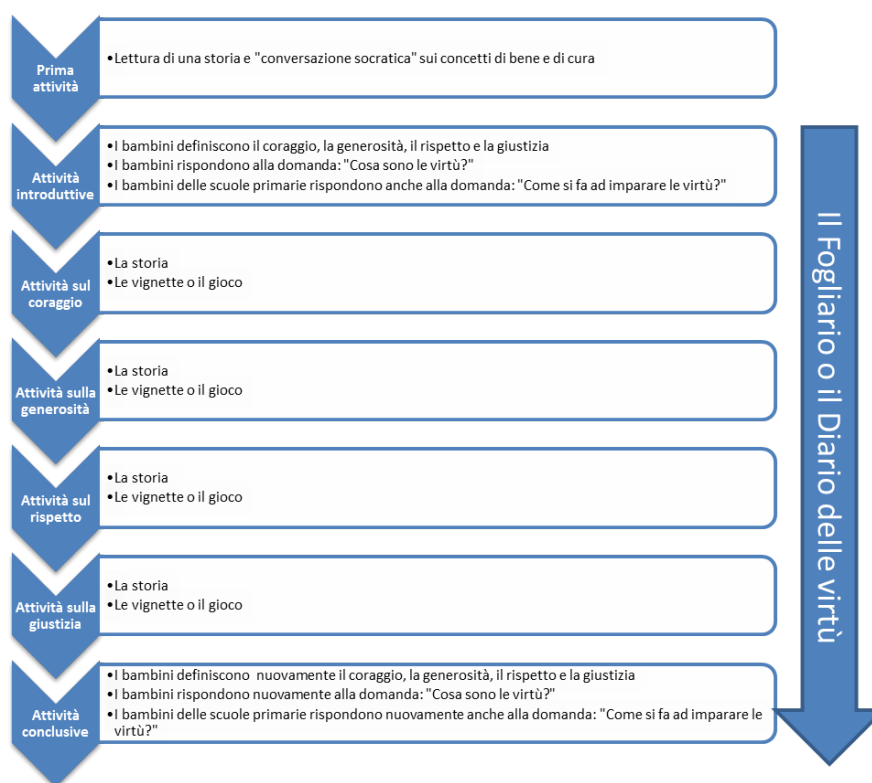 Prima
attività
•Lettura di una storia e "conversazione socratica" sui concetti di bene e di cura
Attività
introduttive
•I bambini definiscono il coraggio, la generosità, il rispetto e la giustizia
•I bambini rispondono alla domanda: "Cosa sono le virtù?"
•I bambini delle scuole primarie rispondono anche alla domanda: "Come si fa ad imparare le virtù?"
Attività sul
coraggio
•La storia
•Le vignette o il gioco
Attività sulla
generosità
•La storia
•Le vignette o il gioco
Attività sul
rispetto
•La storia
•Le vignette o il gioco
Attività sulla
giustizia
•La storia
•Le vignette o il gioco
Attività
conclusive
•I bambini definiscono nuovamente il coraggio, la generosità, il rispetto e la giustizia
•I bambini rispondono nuovamente alla domanda: "Cosa sono le virtù?"
•I bambini delle scuole primarie rispondono nuovamente anche alla domanda: "Come si fa ad imparare le
virtù?"
Il Fogliario o il Diario delle virtù